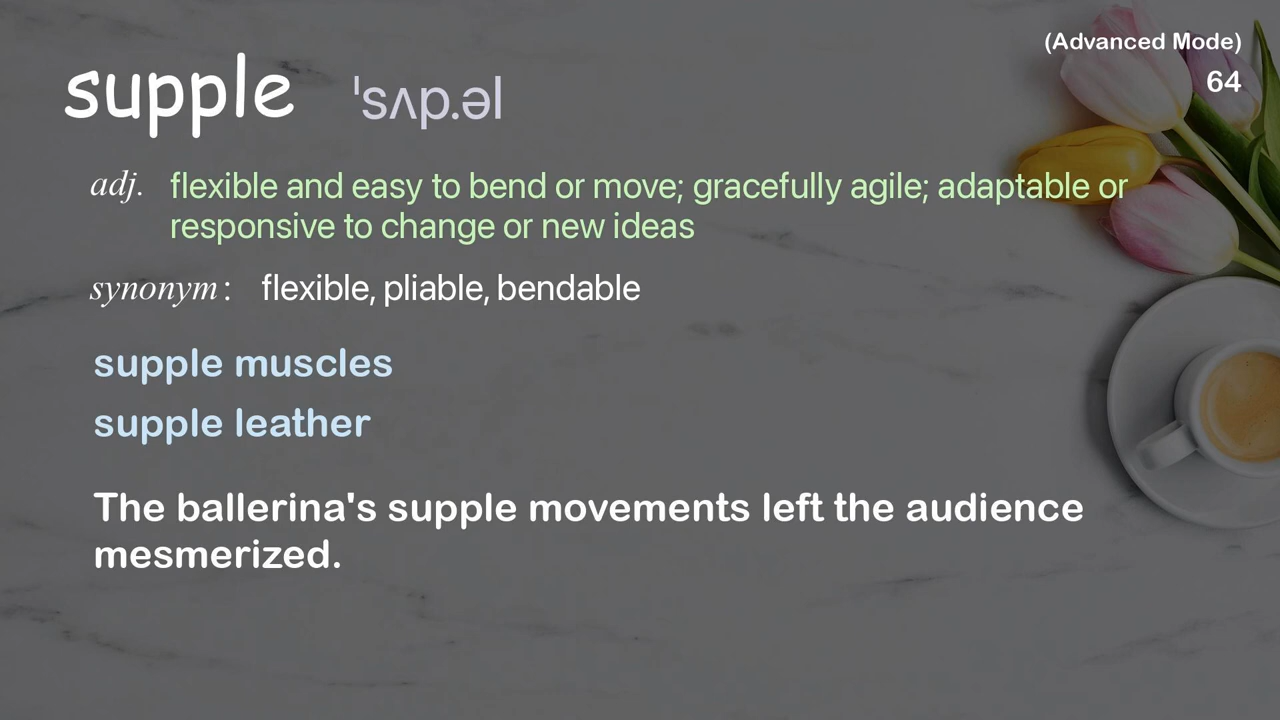 (Advanced Mode)
64
supple ˈsʌp.əl
adj. flexible and easy to bend or move; gracefully agile; adaptable or
responsive to change or new ideas
synonym : flexible, pliable, bendable
supple muscles
supple leather
The ballerina's supple movements left the audience
mesmerized.